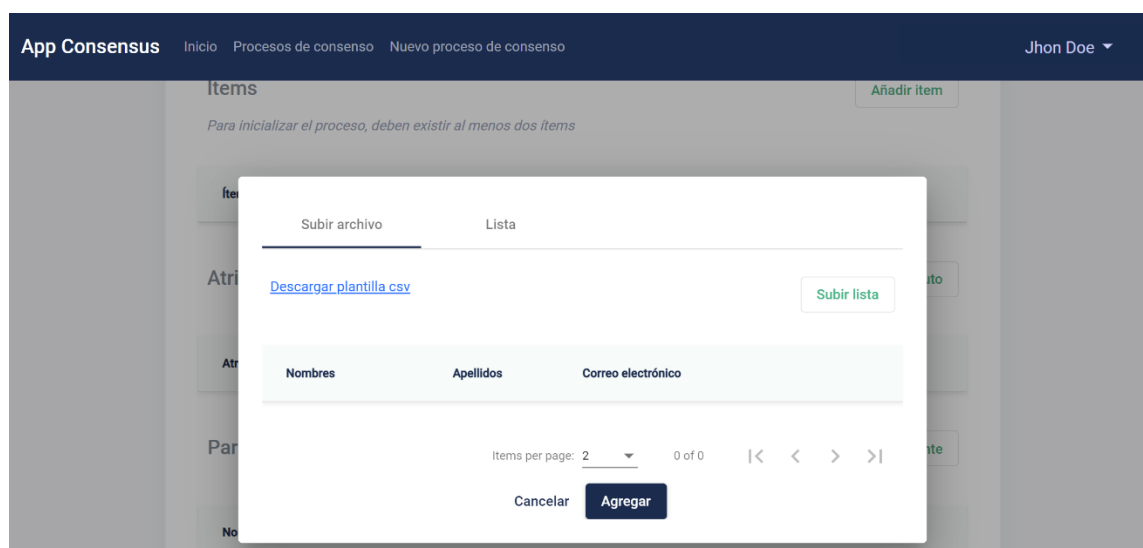 App Consensus Inicio Procesos de consenso Nuevo proceso de consenso Jhon Doe
Ítems Añadir item
Para inicializar el proceso, deben existir al menos dos ítems
Subir archivo Lista
Descargar plantilla csv Subir lista
Nombres Apellidos Correo electrónico
Items per page: 2 0 of 0
Cancelar Agregar